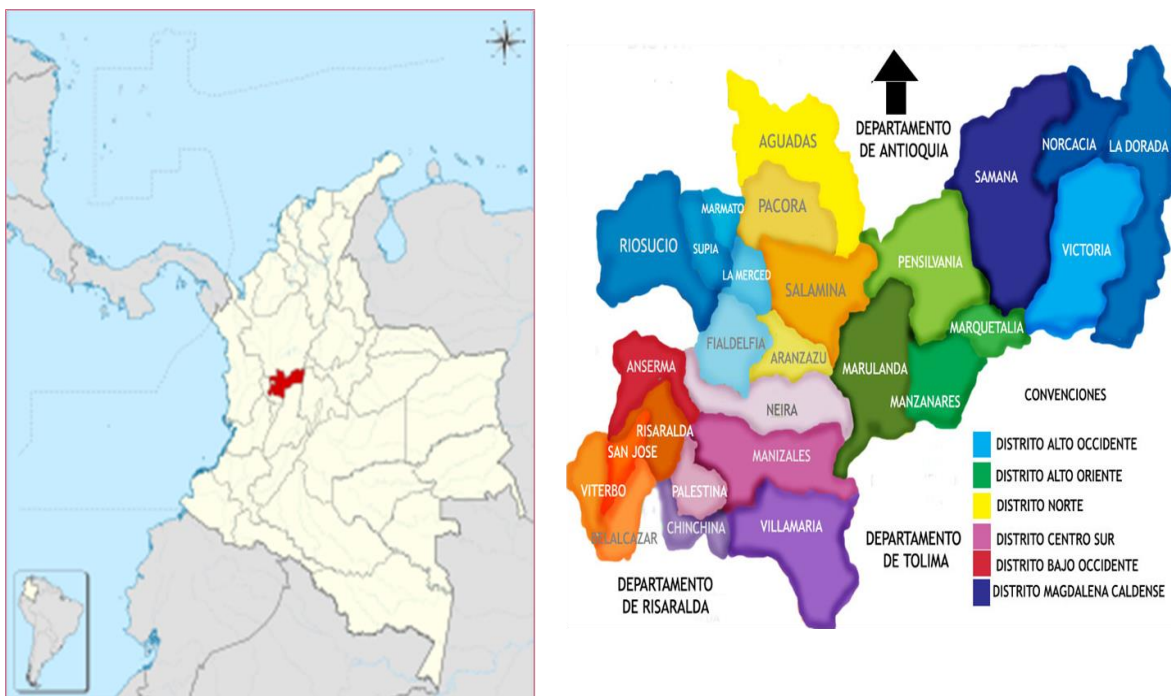 DEPARTAMENTO
DE ANTIOQUIA
AGUADAS
NORCACIA
LA DORADA
SAMANA
MARMATO
PACORA
RIOSUCIO
SUPIA
PENSILVANIA
VICTORIA
LA MERCED
SALAMINA
MARQUETALIA
FIALDELFIA
ARANZAZU
ANSERMA
MARULANDA
MANZANARES
NEIRA
CONVENCIONES
RISARALDA
SAN JOSE
MANIZALES
VITERBO
PALESTINA
CHINCHINA
VILLAMARIA
BELALCAZAR
DEPARTAMENTO
DE TOLIMA
DEPARTAMENTO
DE RISARALDA
DISTRITO ALTO OCCIDENTE
DISTRITO ALTO ORIENTE
DISTRITO NORTE
DISTRITO CENTRO SUR
DISTRITO BAJO OCCIDENTE
DISTRITO MAGDALENA CALDENSE